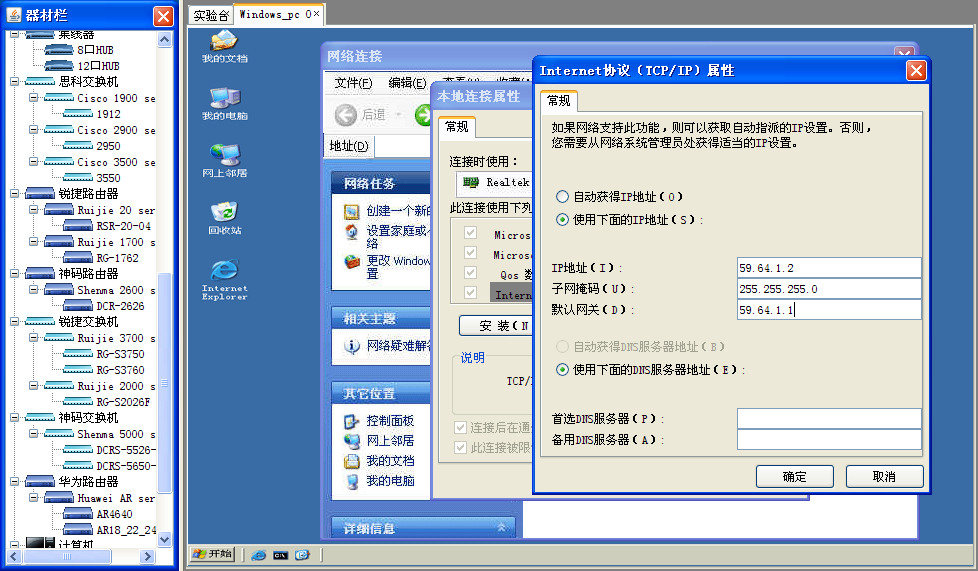 器材栏
集线器
8口HUB
12口HUB
思科交换机
Cisco 1900 se
1912
Cisco 2900 se
2950
Cisco 3500 se
3550
锐捷路由器
Ruijie 20 ser
RSR-20-04
Ruijie 1700 s
RG-1762
神码路由器
Shenma 2600 s
DCR-2626
锐捷交换机
Ruijie 3700 s
RG-S3750
RG-S3760
Ruijie 2000 s
RG-S2026F
神码交换机
Shenma 5000 s
DCRS-5526-
DCRS-5650-
华为路由器
Huawei AR ser
AR4640
AR18_22_24
计算机
实验台
Windows_pc 0×
我的文档
我的电脑
网上邻居
回收站
Internet
Explorer
网络连接
文件(F) 编辑(E)
后退
地址(D)
网络任务
创建一个新的
设置家庭或小
络
更改 Window
置
相关主题
网络疑难解答
其它位置
控制面板
网上邻居
我的文档
我的电脑
详细信息
本地连接属性
常规
连接时使用：
Realtek
此连接使用下列
Micros
Micros
Qos 数
Intern
安 装(N
说明
TCP/
连接后在通
此连接被限
Internet协议（TCP/IP）属性
常规
如果网络支持此功能，则可以获取自动指派的IP设置。否则，
您需要从网络系统管理员处获得适当的IP设置。
自动获得IP地址(O)
使用下面的IP地址(S)：
IP地址(I)： 59.64.1.2
子网掩码(U)： 255.255.255.0
默认网关(D)： 59.64.1.1
自动获得DNS服务器地址(B)
使用下面的DNS服务器地址(E)：
首选DNS服务器(P)：
备用DNS服务器(A)：
确定 取消
开始